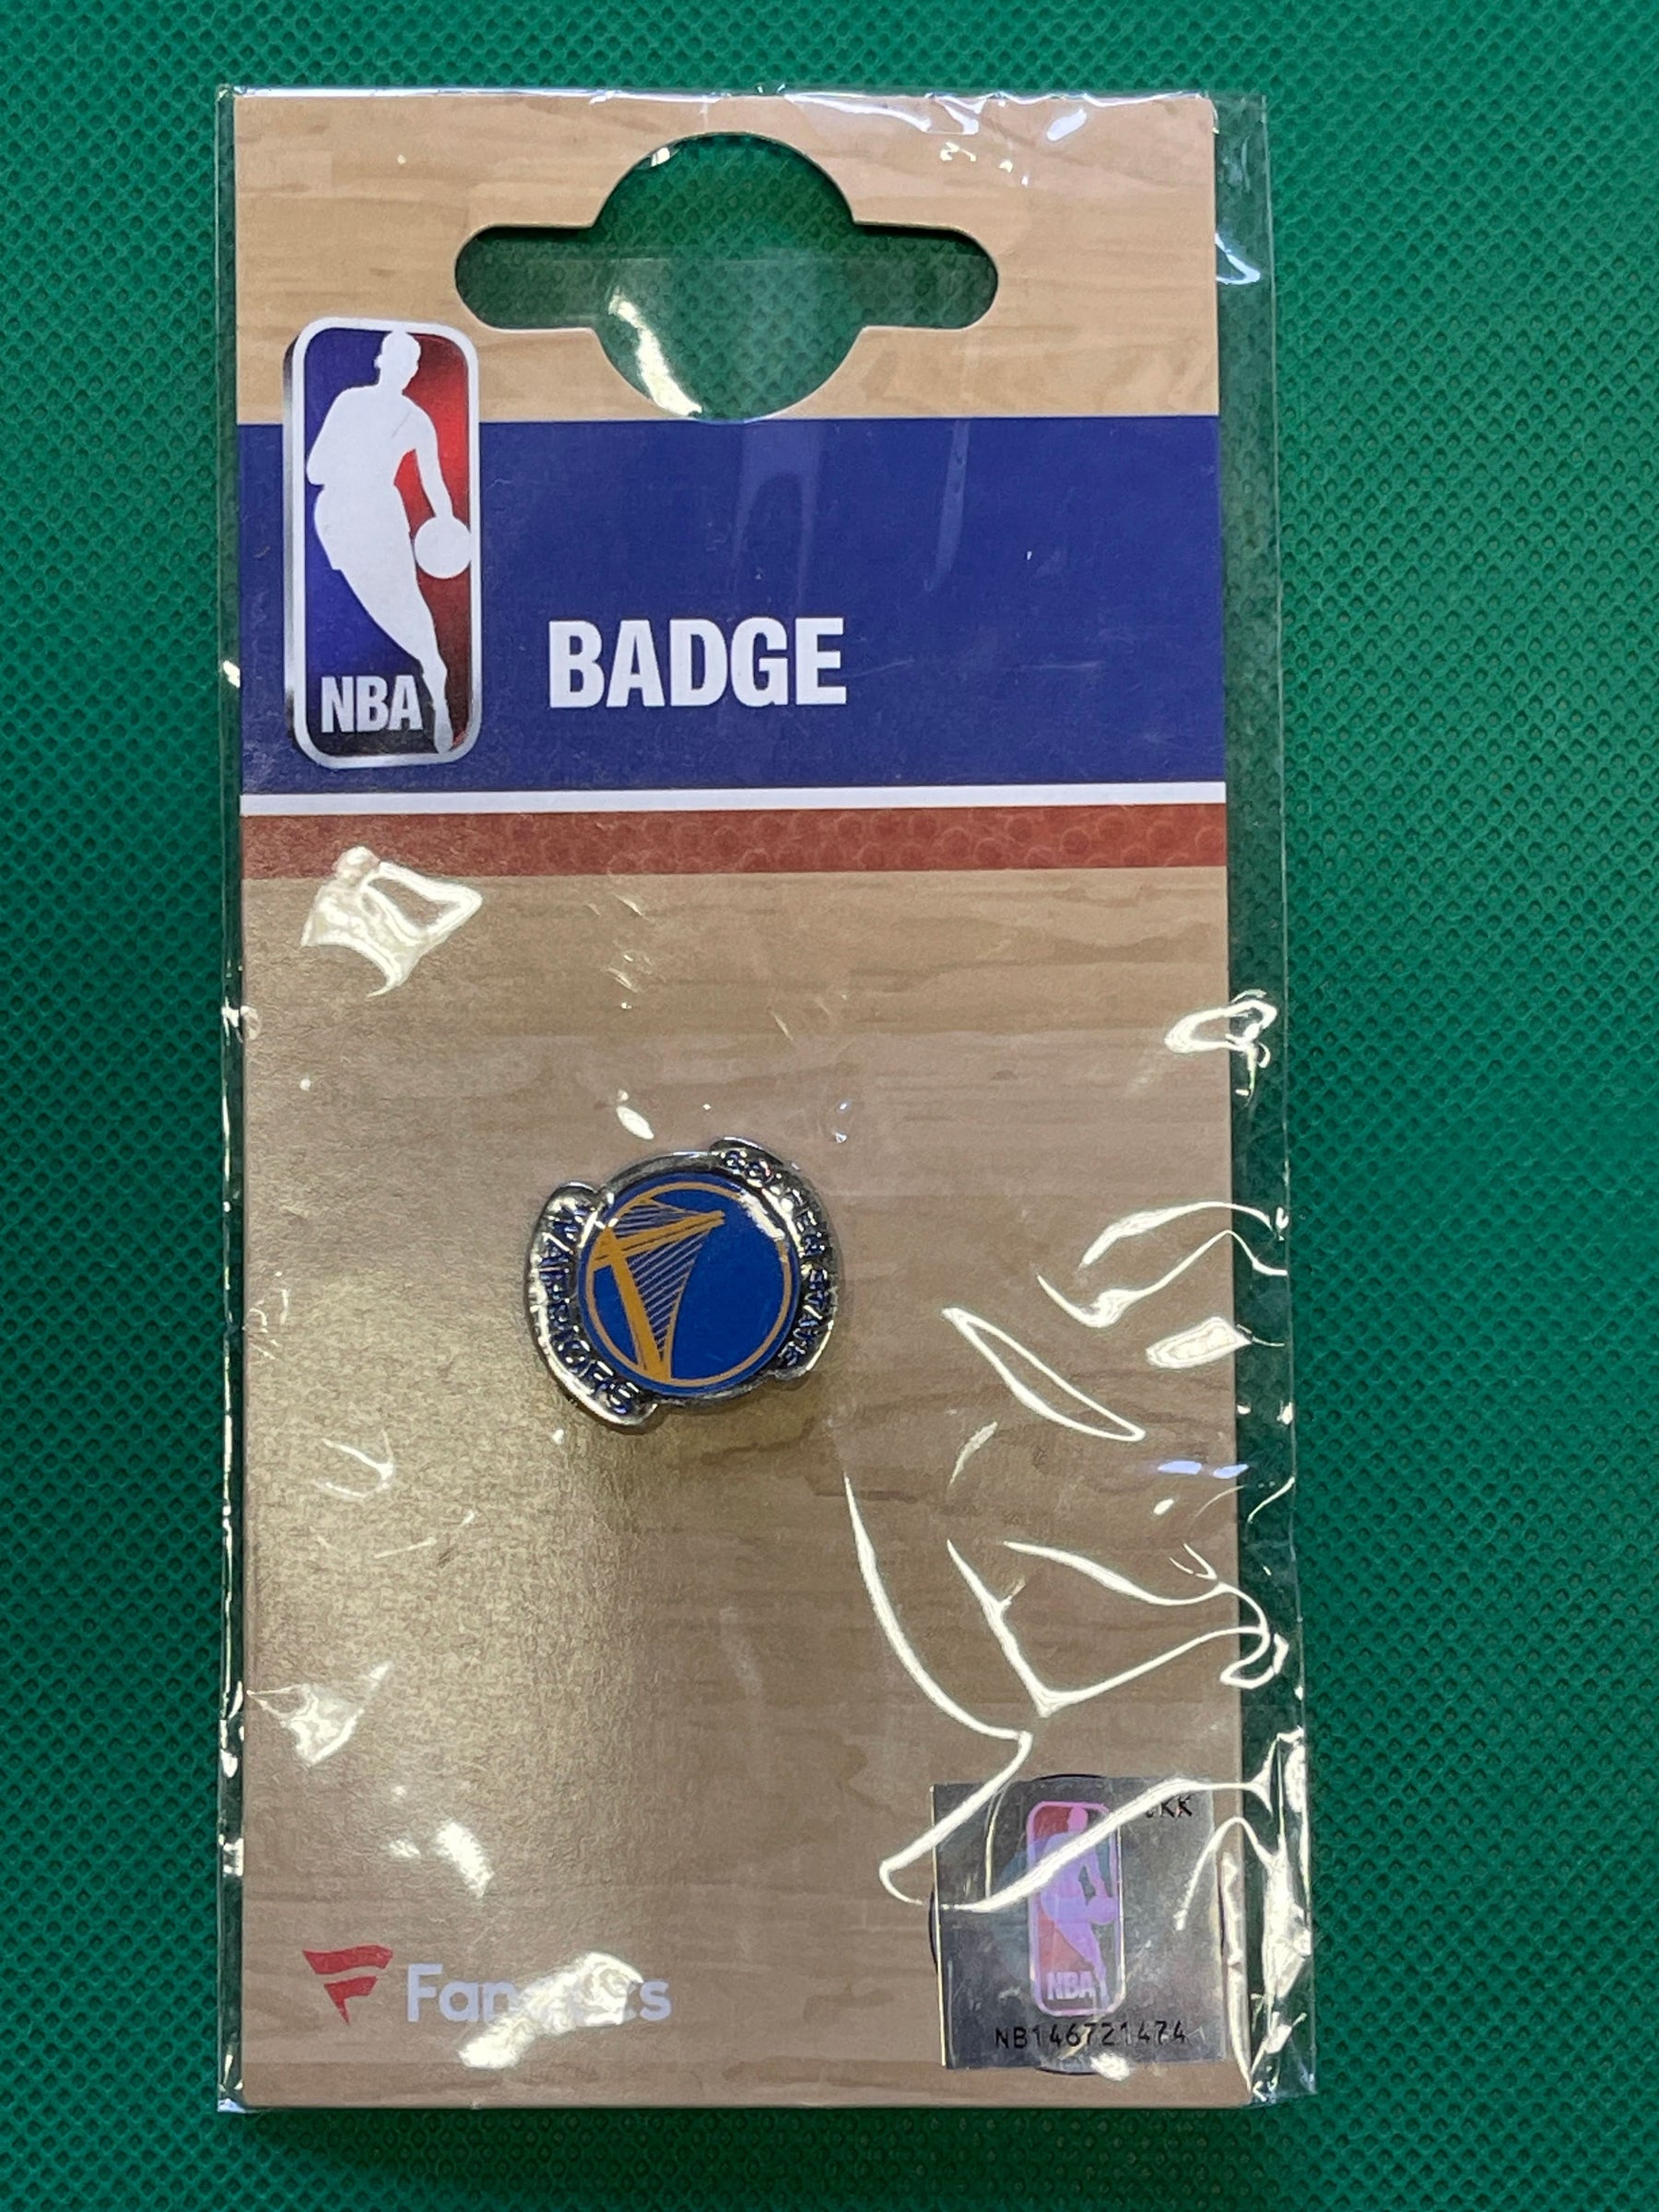 NBA
BADGE
GOLDEN STATE
WARRIORS
Fanatics
NBA
NB146721474